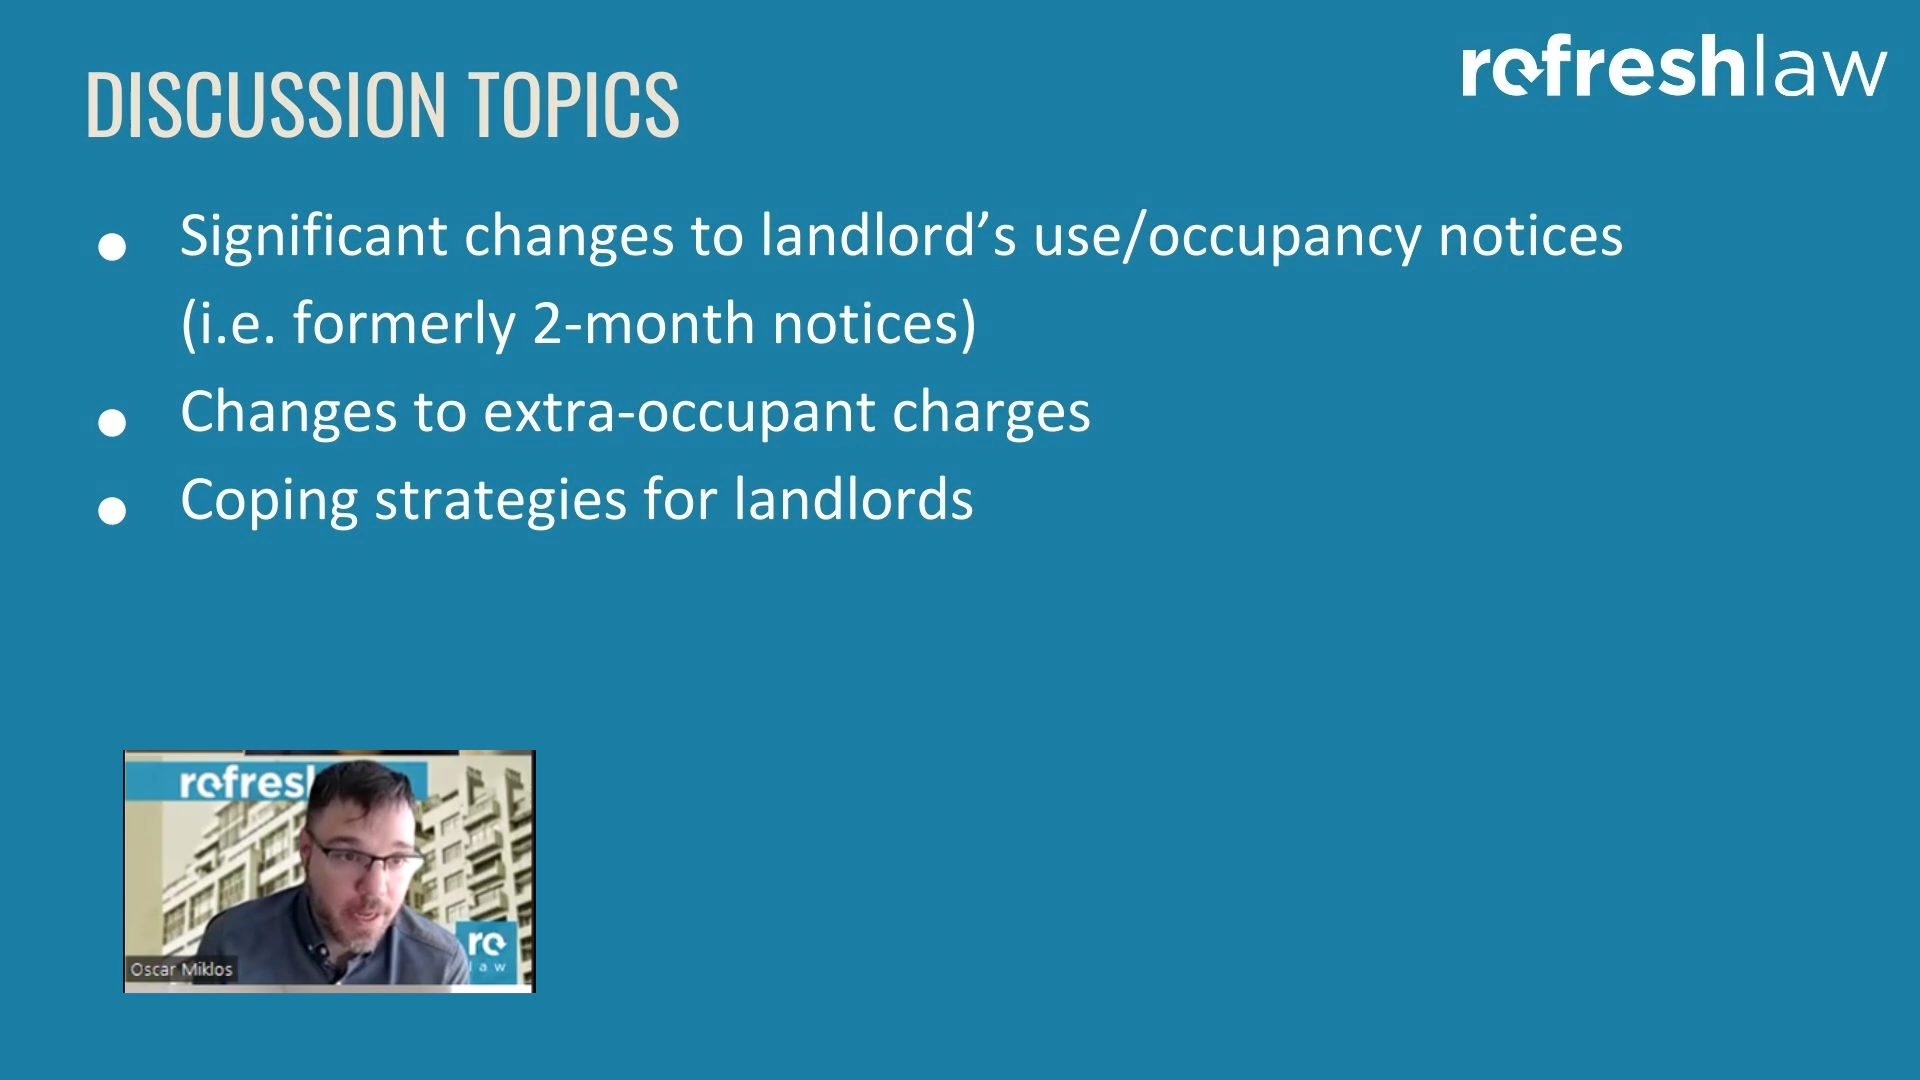 refreshlaw
DISCUSSION TOPICS
Significant changes to landlord’s use/occupancy notices
(i.e. formerly 2-month notices)
Changes to extra-occupant charges
Coping strategies for landlords
refresh
re
law
Oscar Miklos